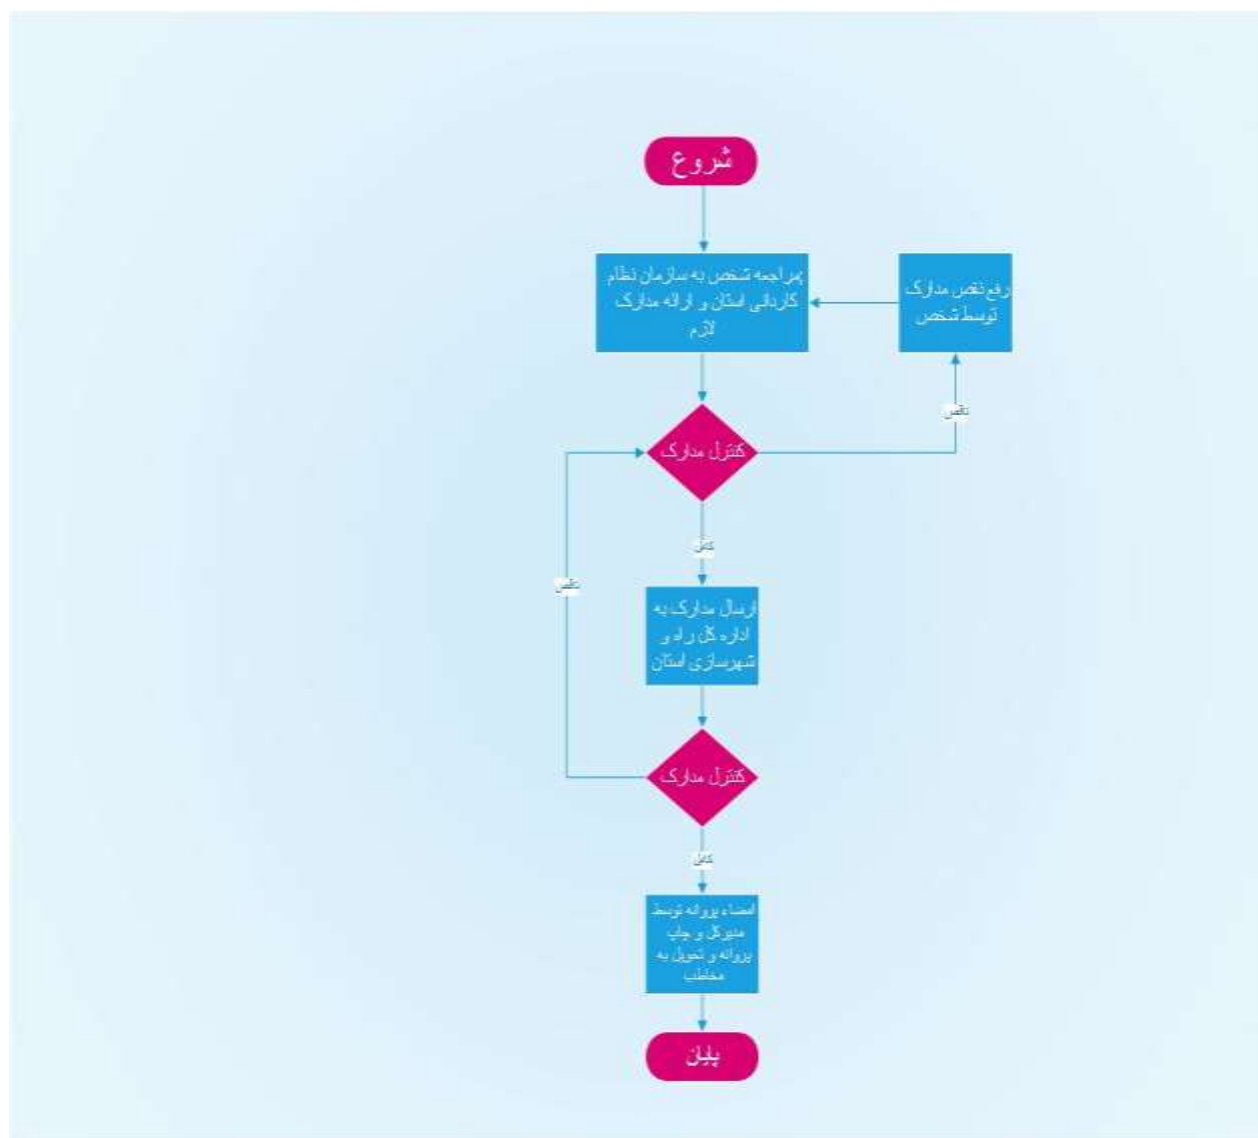 شروع
مراجعه شخص به سازمان نظام
کاردانی استان و ارائه مدارک
لازم
رفع نقص مدارک
توسط شخص
ناقص
کنترل مدارک
کامل
ناقص
ارسال مدارک به
اداره کل راه و
شهرسازی استان
کنترل مدارک
کامل
امضاء پروانه توسط
مدیرکل و چاپ
پروانه و تحویل به
مخاطب
پایان